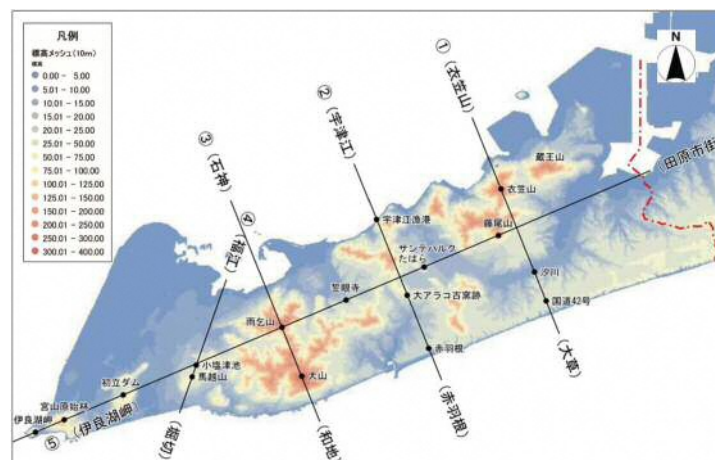 凡例
標高メッシュ(10m)
標高
0.00 - 5.00
5.01 - 10.00
10.01 - 15.00
15.01 - 20.00
20.01 - 25.00
25.01 - 50.00
50.01 - 75.00
75.01 - 100.00
100.01 - 125.00
125.01 - 150.00
150.01 - 200.00
200.01 - 250.00
250.01 - 300.00
300.01 - 400.00
N
① (衣笠山)
② (宇津江)
③ (石神)
④ (堀切)
(田原市街
蔵王山
衣笠山
宇津江漁港
藤尾山
サンテパルク
たはら
汐川
大アラコ古窯跡
国道42号
誓眼寺
雨乞山
赤羽根
小塩津池
馬越山
大山
初立ダム
宮山原始林
伊良湖岬
⑤ (伊良湖岬)
(堀切)
(和地)
(赤羽根)
(大草)